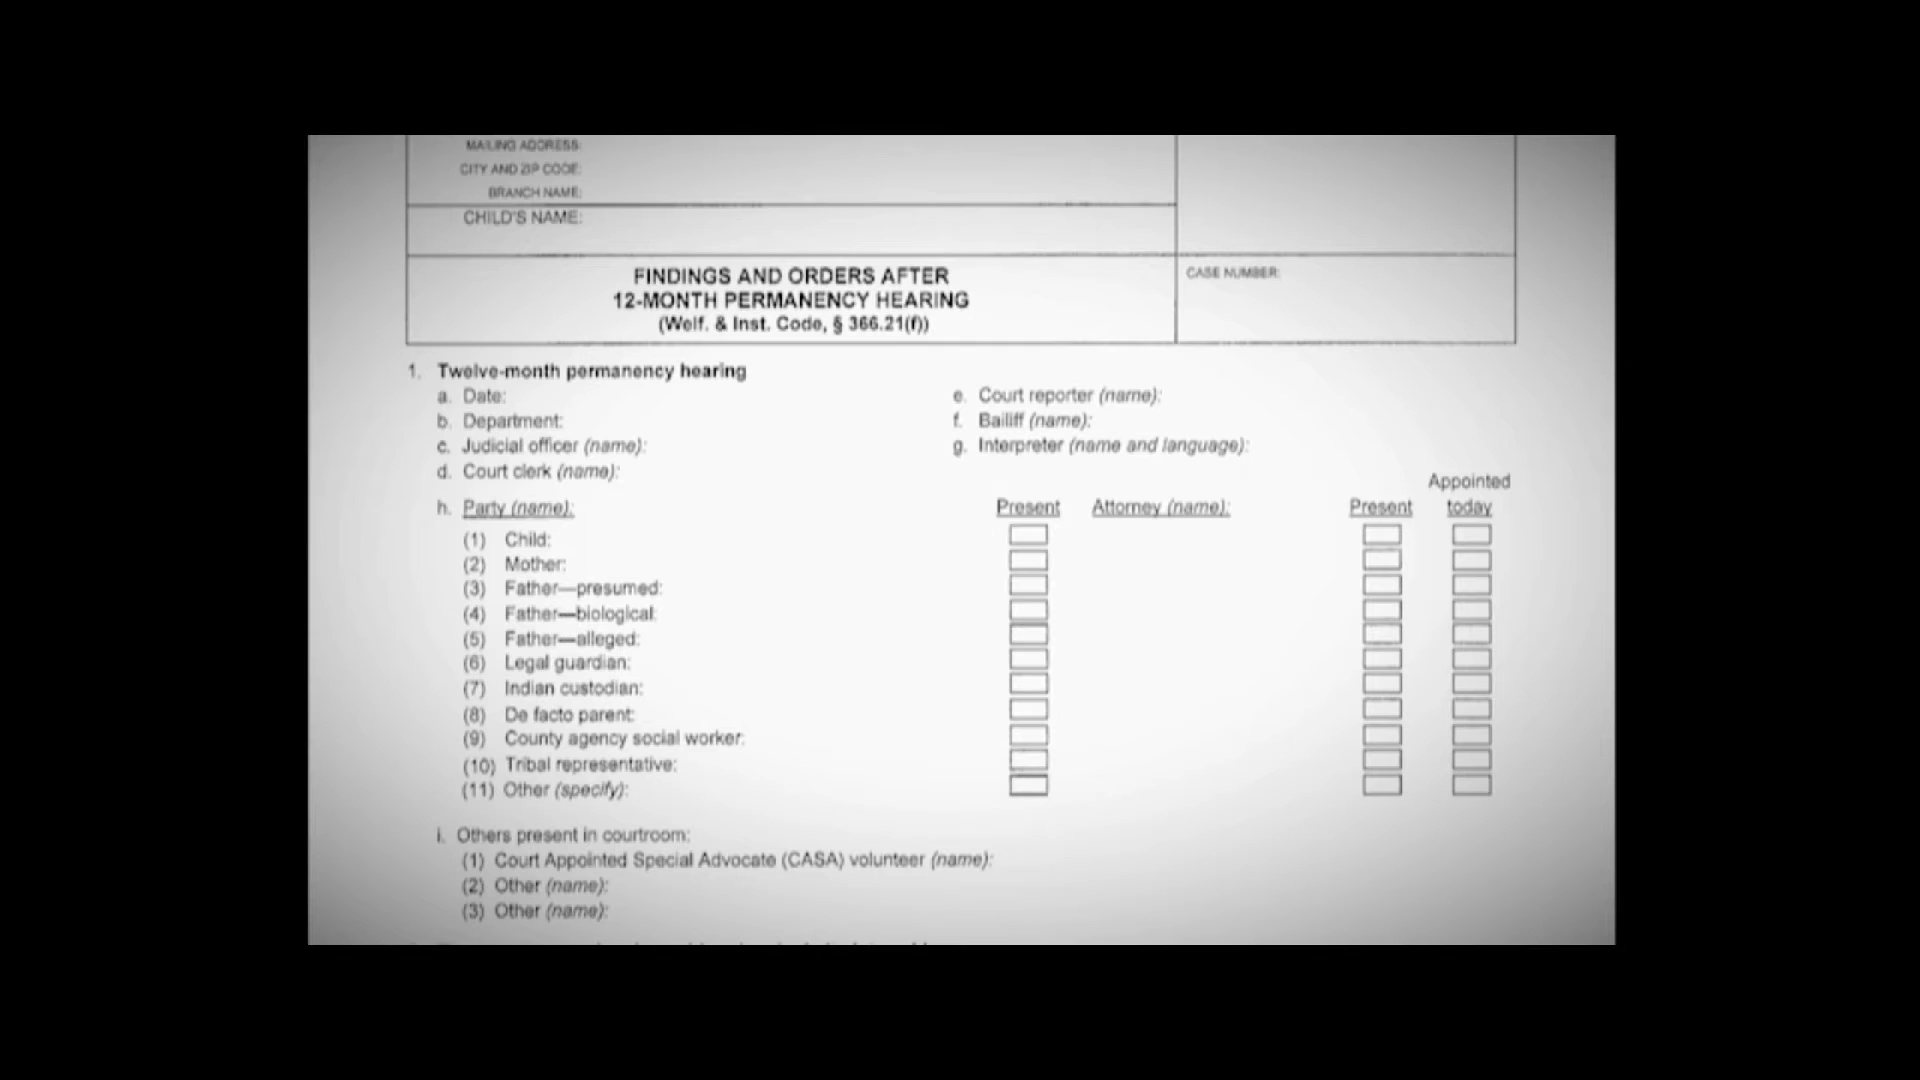 MAILING ADDRESS:
CITY AND ZIP CODE:
BRANCH NAME:
CHILD'S NAME:
FINDINGS AND ORDERS AFTER
12-MONTH PERMANENCY HEARING
(Welf. & Inst. Code, § 366.21(f))
CASE NUMBER:
1. Twelve-month permanency hearing
a. Date:
b. Department:
c. Judicial officer (name):
d. Court clerk (name):
e. Court reporter (name):
f. Bailiff (name):
g. Interpreter (name and language):
h. Party (name): Present Attorney (name): Present Appointed today
(1) Child:
(2) Mother:
(3) Father—presumed:
(4) Father—biological:
(5) Father—alleged:
(6) Legal guardian:
(7) Indian custodian:
(8) De facto parent:
(9) County agency social worker:
(10) Tribal representative:
(11) Other (specify):
i. Others present in courtroom:
(1) Court Appointed Special Advocate (CASA) volunteer (name):
(2) Other (name):
(3) Other (name):